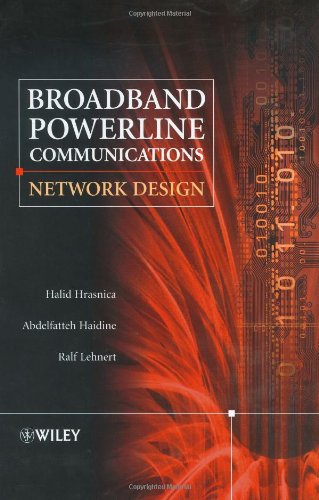 BROADBAND
POWERLINE
COMMUNICATIONS
NETWORK DESIGN
Halid Hrasnica
Abdelfatteh Haidine
Ralf Lehnert
WILEY